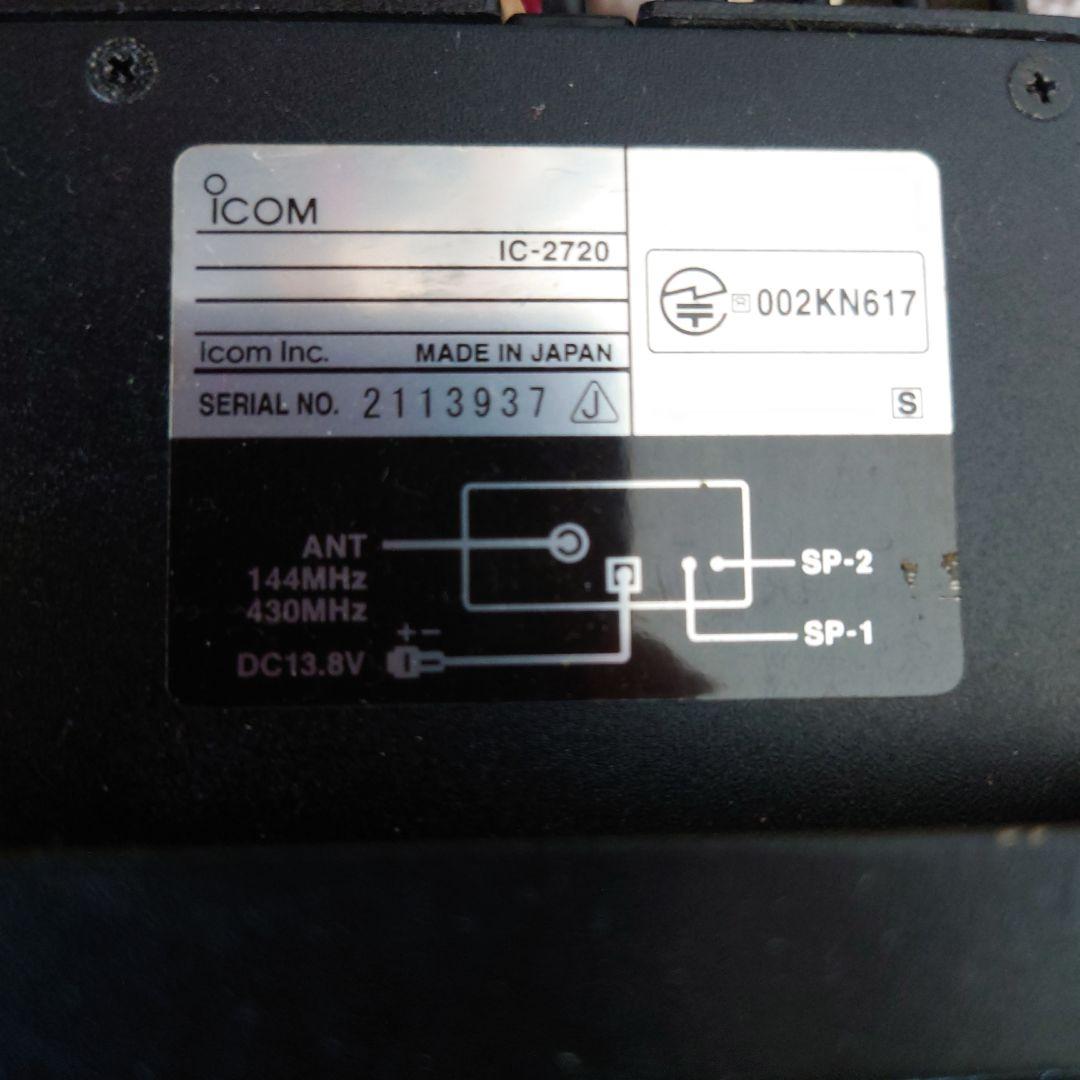 ICOM
IC-2720
Icom Inc. MADE IN JAPAN
SERIAL NO. 2113937 J
R 002KN617
S
ANT
144MHz
430MHz
+ −
DC13.8V
SP-2
SP-1